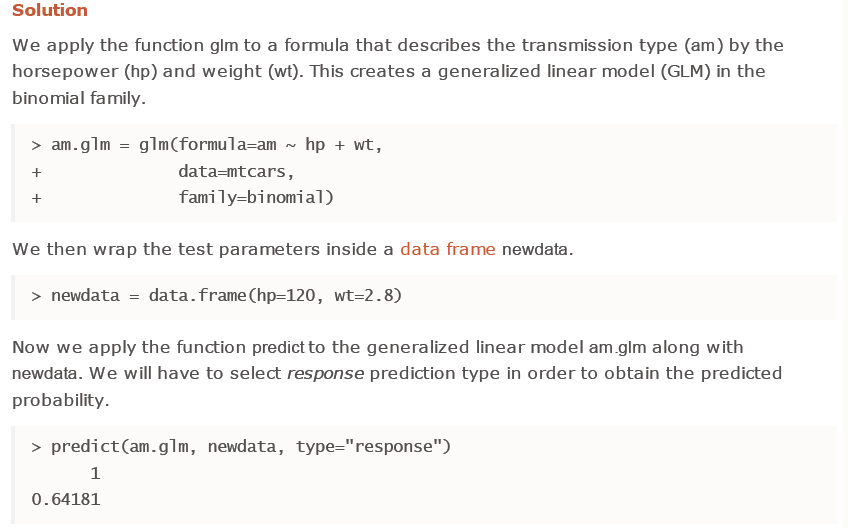 Solution
We apply the function glm to a formula that describes the transmission type (am) by the
horsepower (hp) and weight (wt). This creates a generalized linear model (GLM) in the
binomial family.
> am.glm = glm(formula=am ~ hp + wt,
+              data=mtcars,
+              family=binomial)
We then wrap the test parameters inside a data frame newdata.
> newdata = data.frame(hp=120, wt=2.8)
Now we apply the function predict to the generalized linear model am.glm along with
newdata. We will have to select response prediction type in order to obtain the predicted
probability.
> predict(am.glm, newdata, type="response")
      1
0.64181